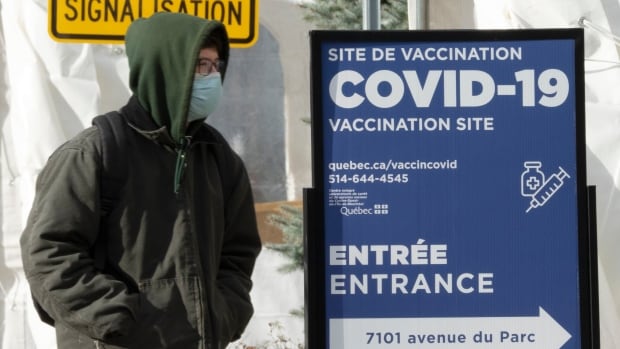 SIGNALISATION
SITE DE VACCINATION
COVID-19
VACCINATION SITE
quebec.ca/vaccincovid
514-644-4545
Québec
ENTRÉE
ENTRANCE
7101 avenue du Parc